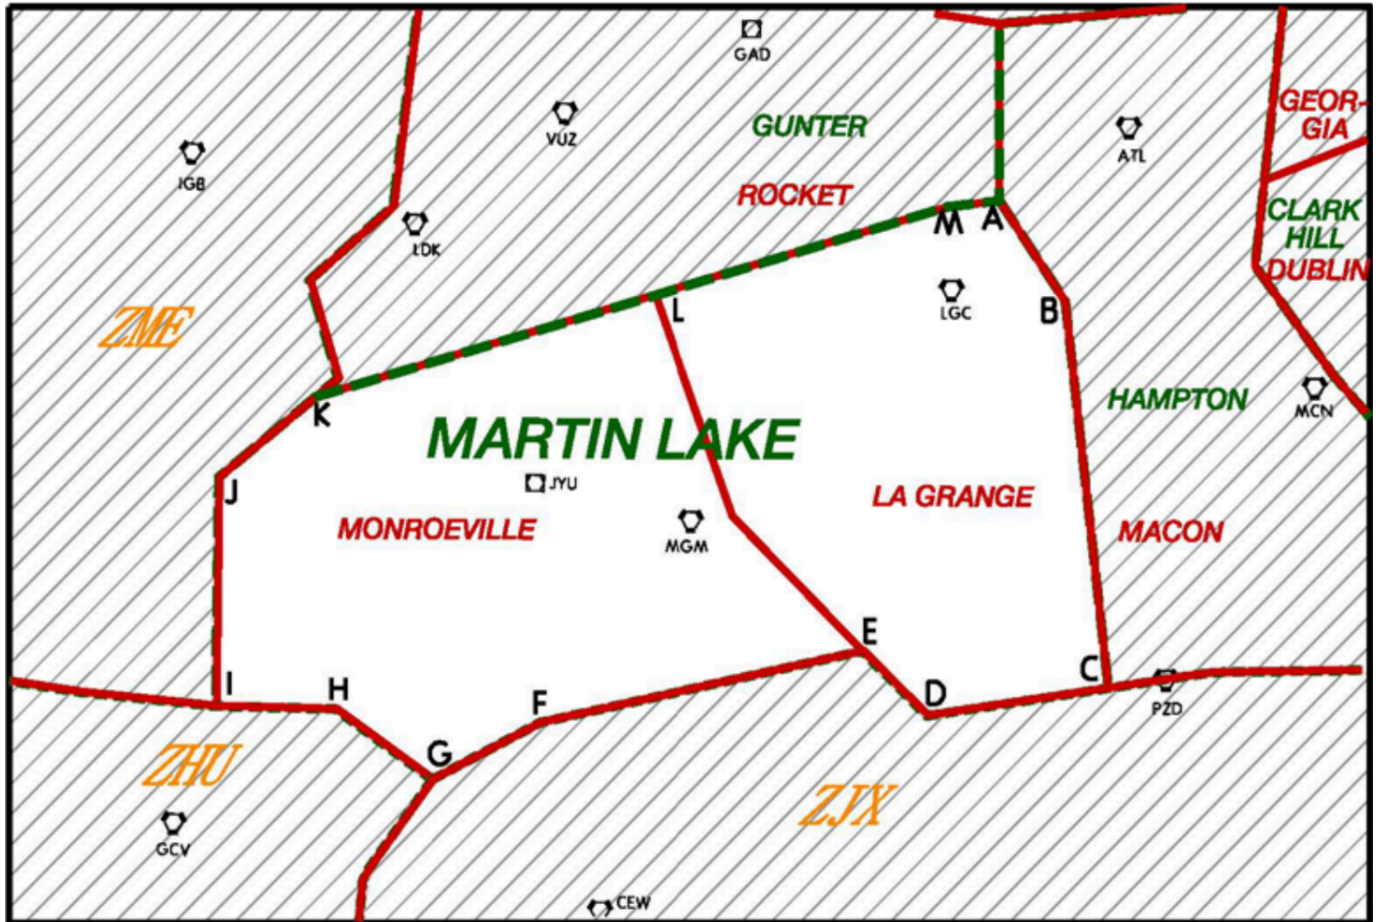 GAD
GEOR-
GIA
VUZ
GUNTER
ATL
IGB
ROCKET
CLARK
HILL
DUBLIN
M
A
LDK
L
LGC
B
ZME
K
HAMPTON
MCN
MARTIN LAKE
J
JYU
LA GRANGE
MONROEVILLE
MGM
MACON
E
I
H
F
D
C
PZD
G
ZHU
ZJX
GCV
CEW